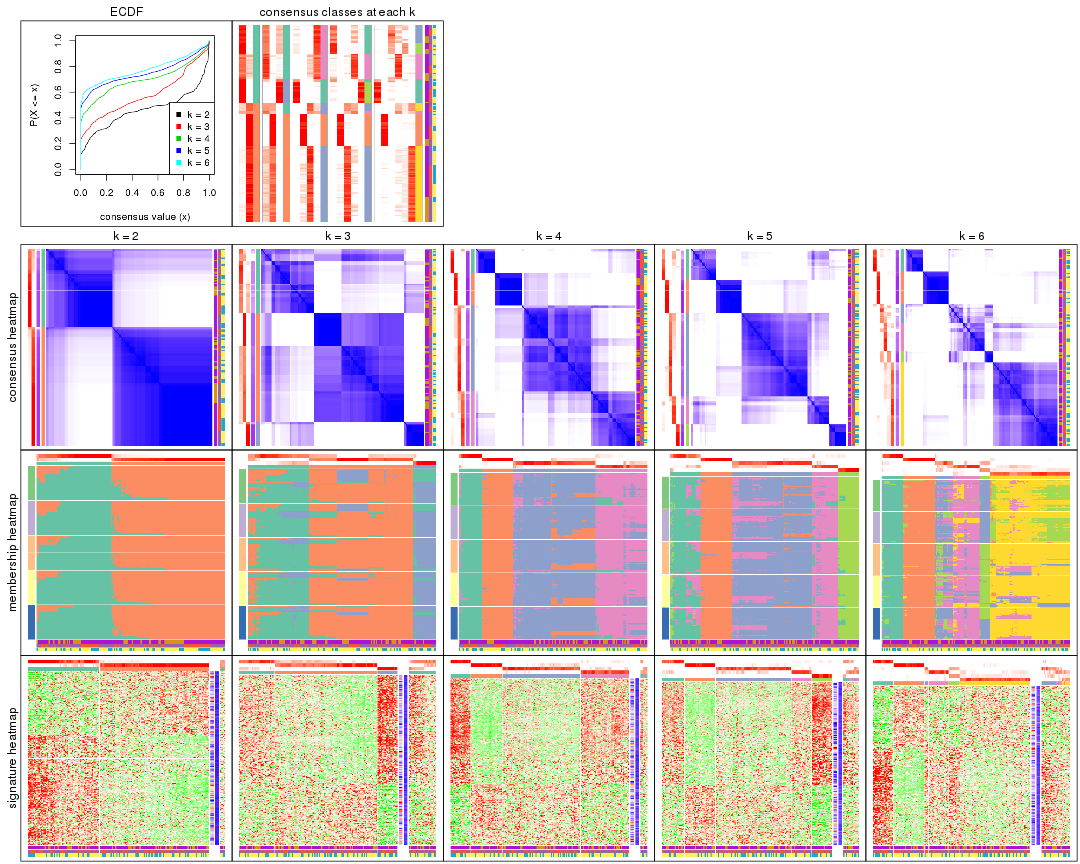 ECDF
consensus classes at each k
P(X <= x)
0.0 0.2 0.4 0.6 0.8 1.0
k = 2
k = 3
k = 4
k = 5
k = 6
0.0 0.2 0.4 0.6 0.8 1.0
consensus value (x)
k = 2 k = 3 k = 4 k = 5 k = 6
consensus heatmap
membership heatmap
signature heatmap